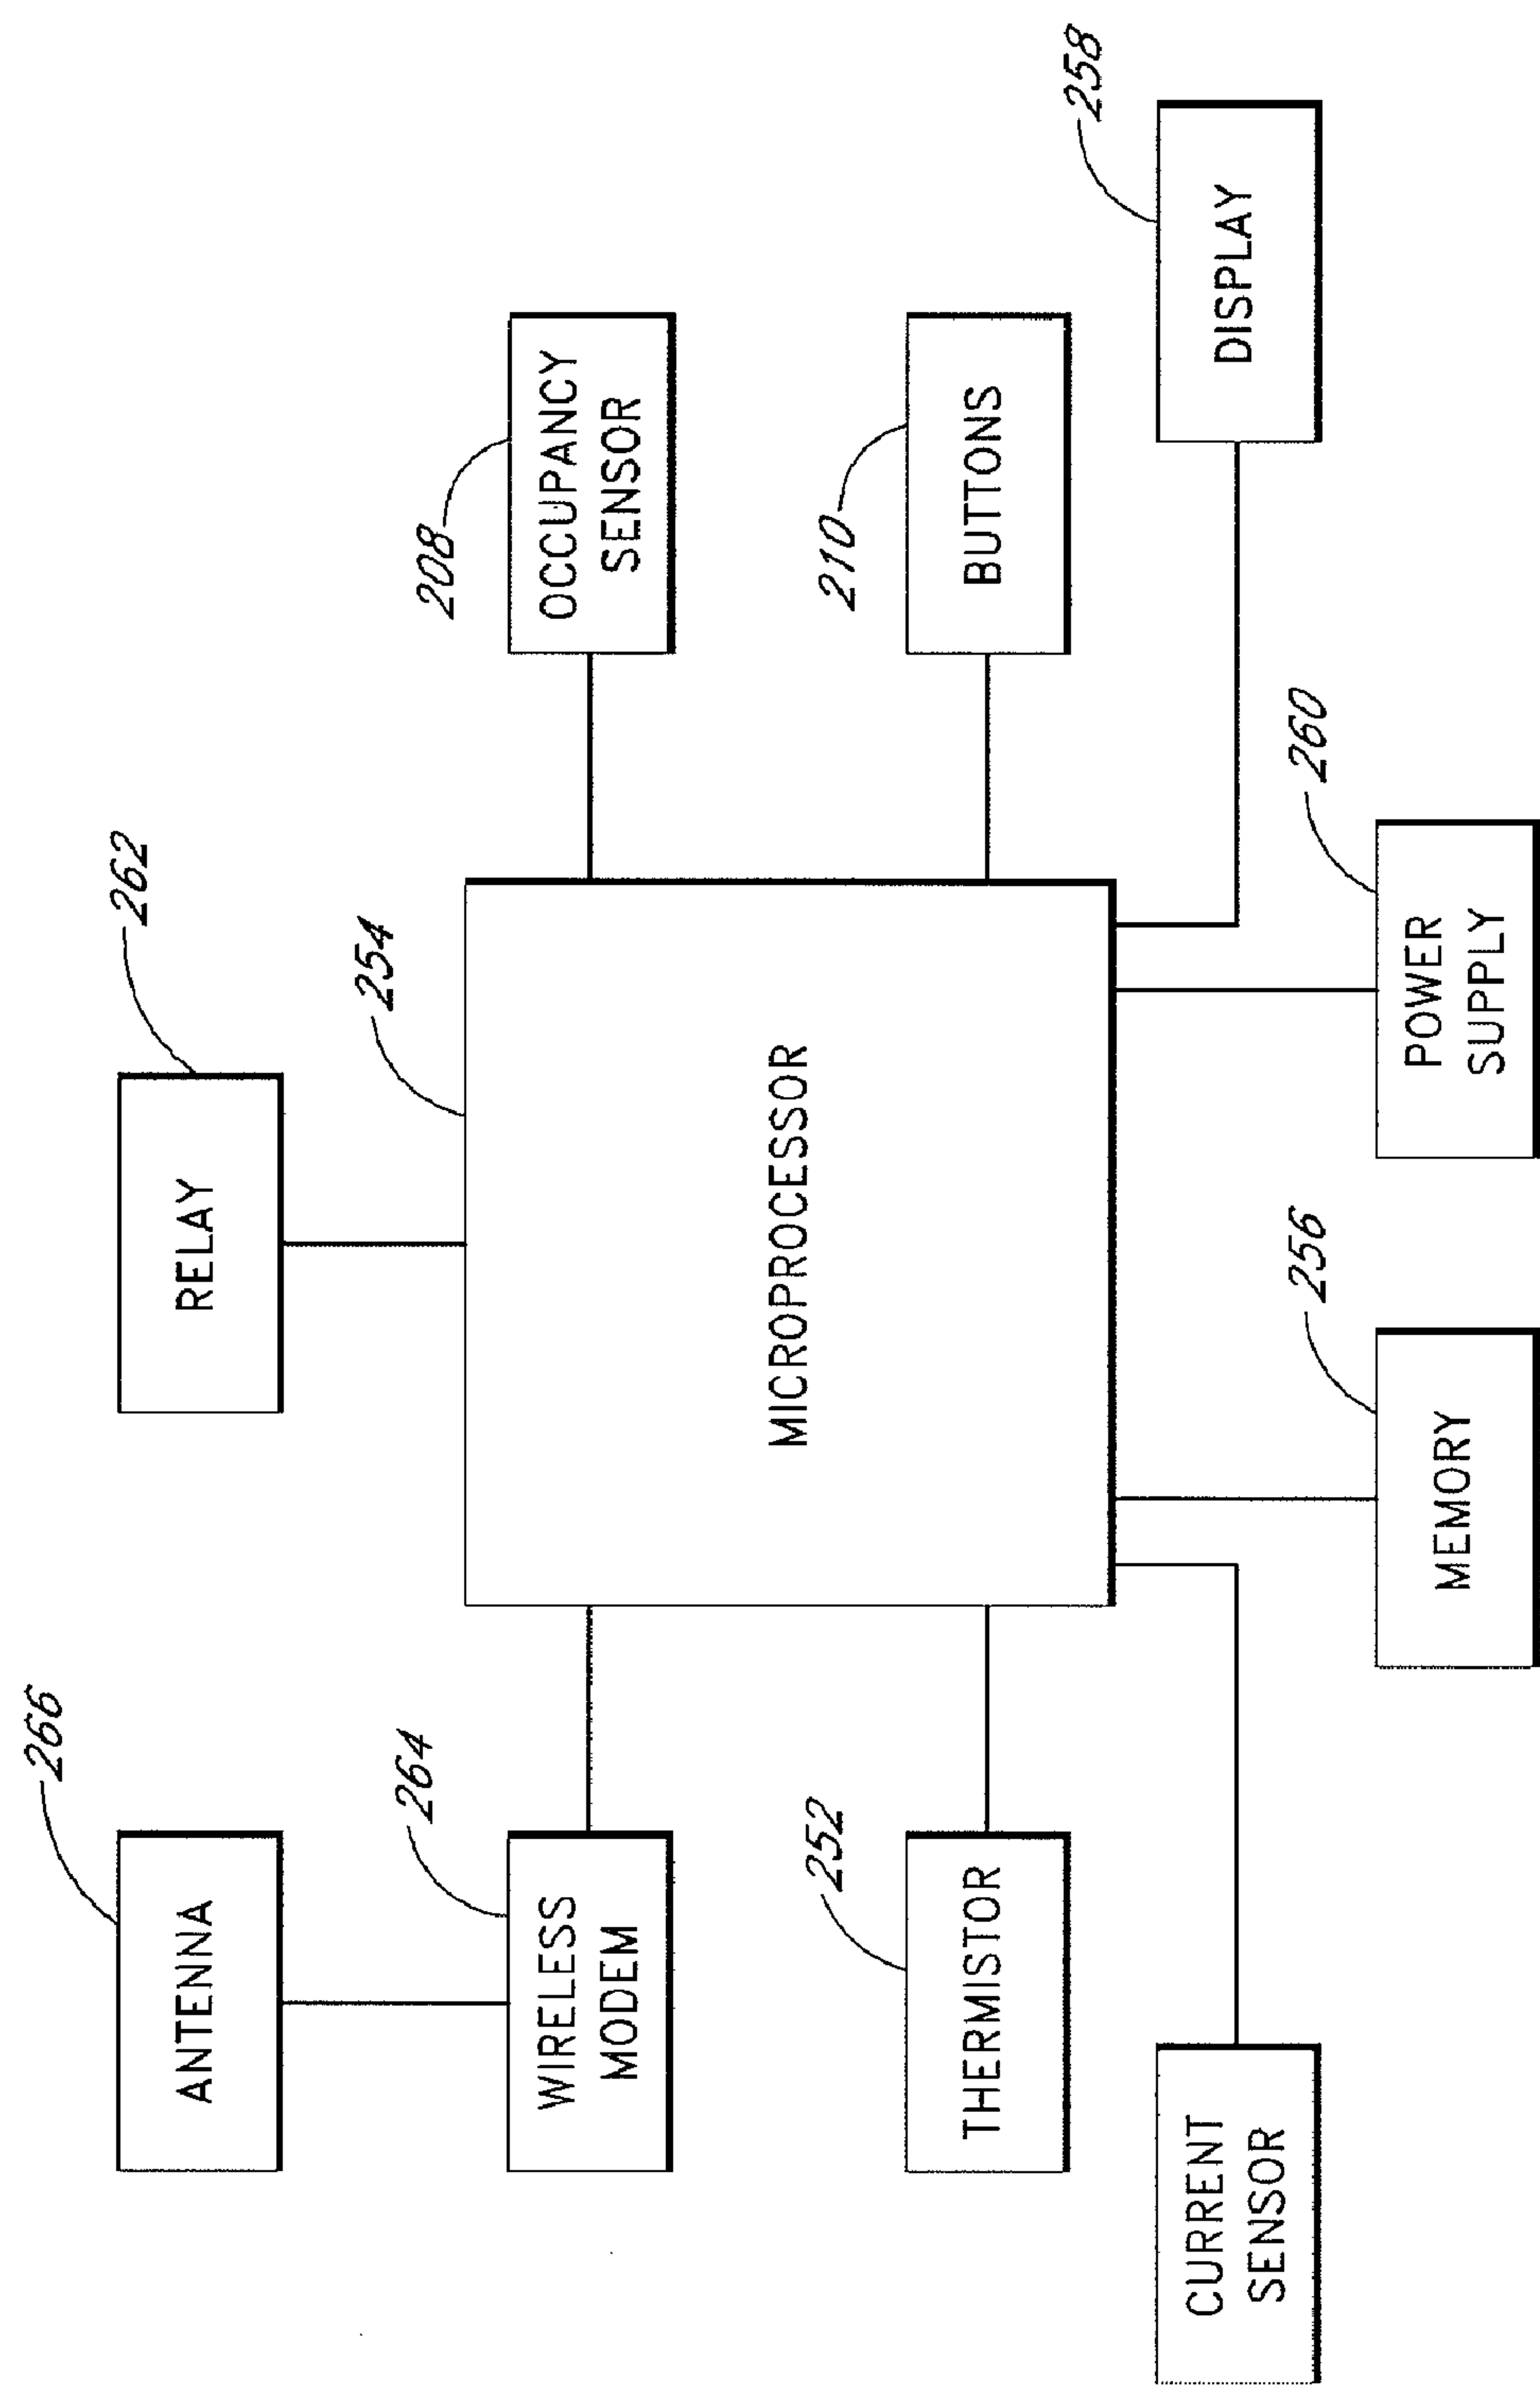 266
ANTENNA
262
RELAY
264
WIRELESS
MODEM
254
MICROPROCESSOR
208
OCCUPANCY
SENSOR
252
THERMISTOR
210
BUTTONS
CURRENT
SENSOR
258
DISPLAY
256
MEMORY
260
POWER
SUPPLY